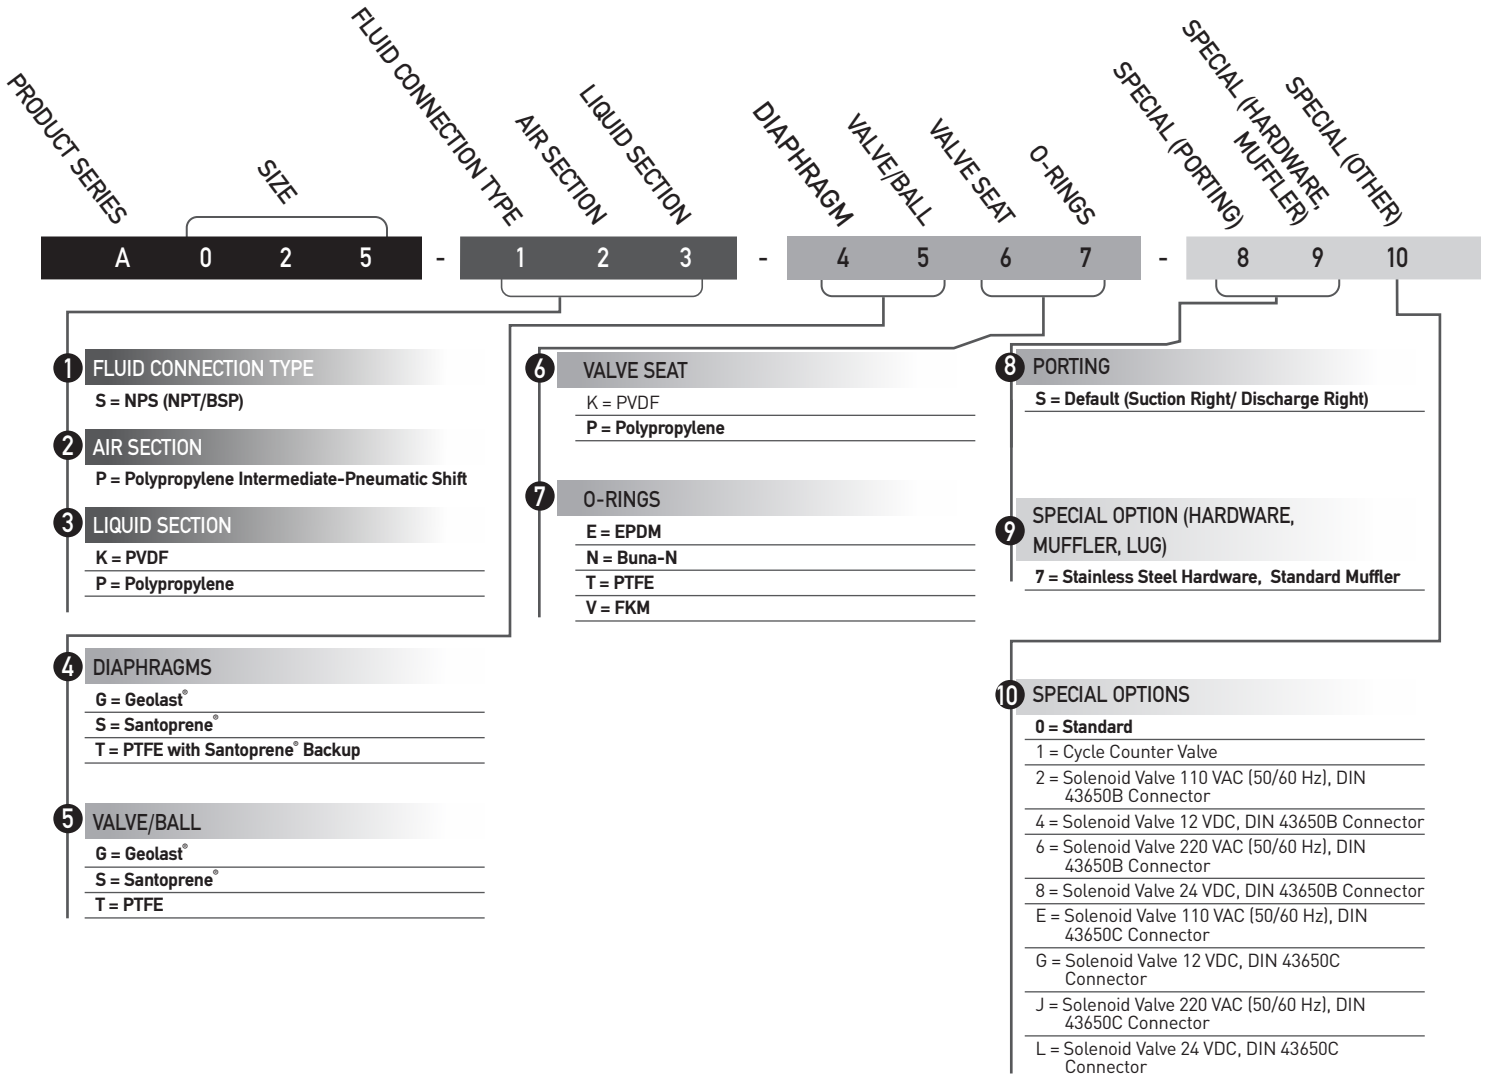 PRODUCT SERIES
SIZE
FLUID CONNECTION TYPE
AIR SECTION
LIQUID SECTION
DIAPHRAGM
VALVE/BALL
VALVE SEAT
O-RINGS
SPECIAL (PORTING)
SPECIAL (HARDWARE,
MUFFLER)
SPECIAL (OTHER)
A 0 2 5 - 1 2 3 - 4 5 6 7 - 8 9 10
1 FLUID CONNECTION TYPE
S = NPS (NPT/BSP)
2 AIR SECTION
P = Polypropylene Intermediate-Pneumatic Shift
3 LIQUID SECTION
K = PVDF
P = Polypropylene
4 DIAPHRAGMS
G = Geolast®
S = Santoprene®
T = PTFE with Santoprene® Backup
5 VALVE/BALL
G = Geolast®
S = Santoprene®
T = PTFE
6 VALVE SEAT
K = PVDF
P = Polypropylene
7 O-RINGS
E = EPDM
N = Buna-N
T = PTFE
V = FKM
8 PORTING
S = Default (Suction Right/ Discharge Right)
9 SPECIAL OPTION (HARDWARE,
MUFFLER, LUG)
7 = Stainless Steel Hardware, Standard Muffler
10 SPECIAL OPTIONS
0 = Standard
1 = Cycle Counter Valve
2 = Solenoid Valve 110 VAC (50/60 Hz), DIN
43650B Connector
4 = Solenoid Valve 12 VDC, DIN 43650B Connector
6 = Solenoid Valve 220 VAC (50/60 Hz), DIN
43650B Connector
8 = Solenoid Valve 24 VDC, DIN 43650B Connector
E = Solenoid Valve 110 VAC (50/60 Hz), DIN
43650C Connector
G = Solenoid Valve 12 VDC, DIN 43650C
Connector
J = Solenoid Valve 220 VAC (50/60 Hz), DIN
43650C Connector
L = Solenoid Valve 24 VDC, DIN 43650C
Connector